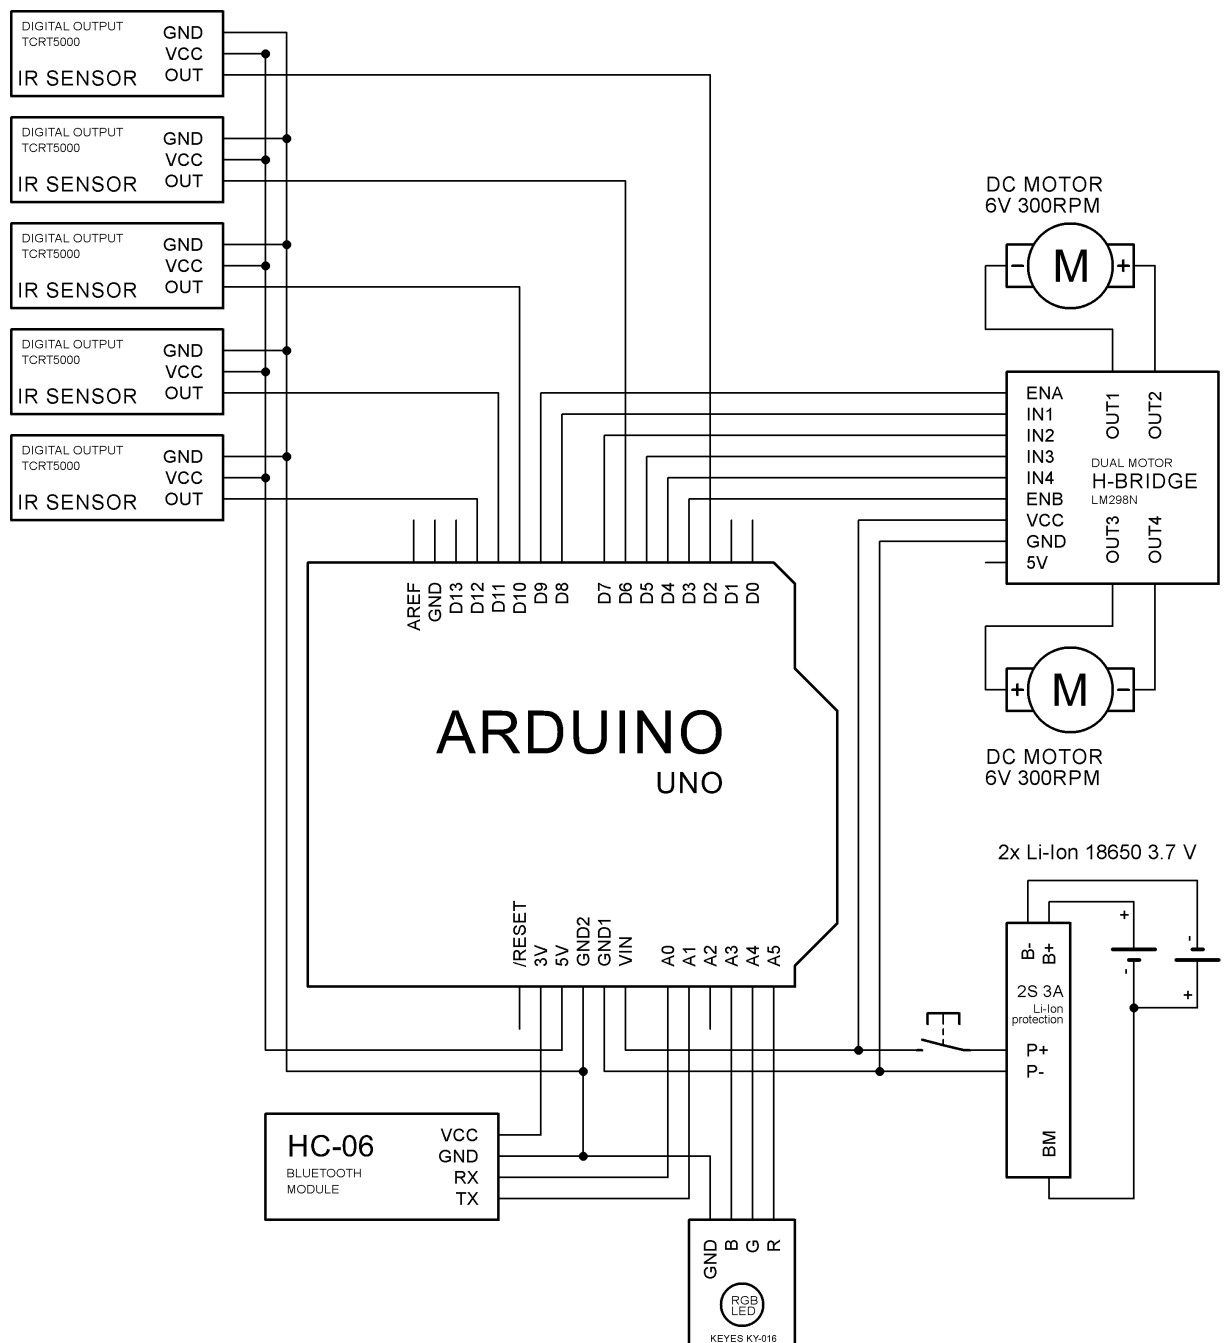 DIGITAL OUTPUT
TCRT5000
IR SENSOR
GND
VCC
OUT
DIGITAL OUTPUT
TCRT5000
IR SENSOR
GND
VCC
OUT
DIGITAL OUTPUT
TCRT5000
IR SENSOR
GND
VCC
OUT
DIGITAL OUTPUT
TCRT5000
IR SENSOR
GND
VCC
OUT
DIGITAL OUTPUT
TCRT5000
IR SENSOR
GND
VCC
OUT
DC MOTOR
6V 300RPM
- M +
ENA
IN1
IN2
IN3
IN4
ENB
VCC
GND
5V
OUT1
OUT2
DUAL MOTOR
H-BRIDGE
LM298N
OUT3
OUT4
+ M -
DC MOTOR
6V 300RPM
AREF
GND
D13
D12
D11
D10
D9
D8
D7
D6
D5
D4
D3
D2
D1
D0
ARDUINO
UNO
/RESET
3V
5V
GND2
GND1
VIN
A0
A1
A2
A3
A4
A5
2x Li-Ion 18650 3.7 V
+
-
-
+
B-
B+
2S 3A
Li-Ion
protection
P+
P-
BM
HC-06
BLUETOOTH
MODULE
VCC
GND
RX
TX
GND
B
G
R
RGB
LED
KEYES KY-016